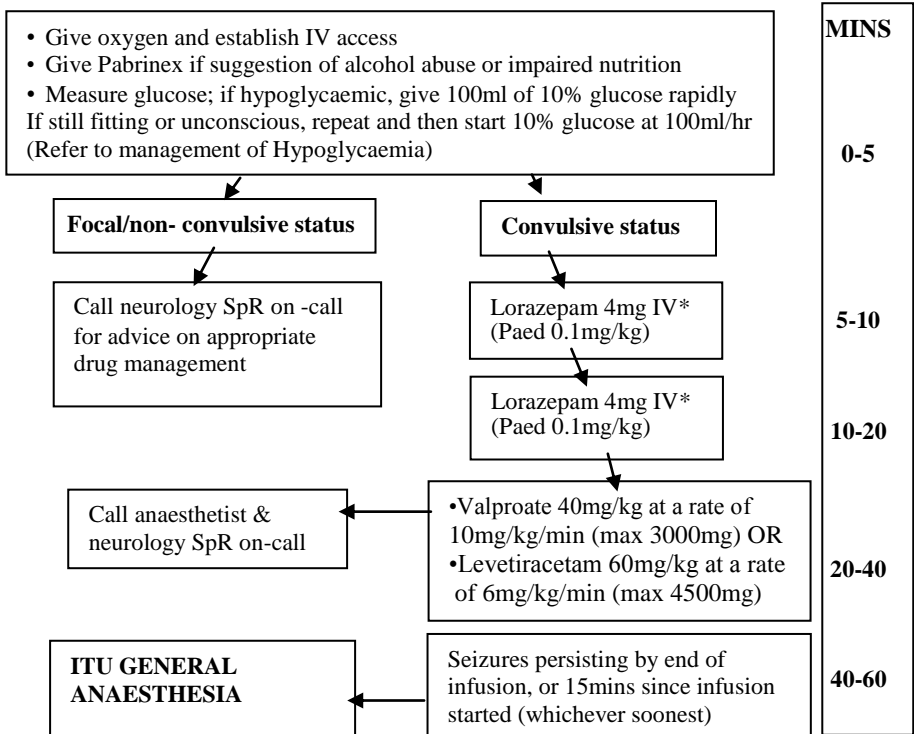 • Give oxygen and establish IV access
• Give Pabrinex if suggestion of alcohol abuse or impaired nutrition
• Measure glucose; if hypoglycaemic, give 100ml of 10% glucose rapidly
If still fitting or unconscious, repeat and then start 10% glucose at 100ml/hr
(Refer to management of Hypoglycaemia)
MINS
0-5
Focal/non- convulsive status
Convulsive status
Call neurology SpR on -call
for advice on appropriate
drug management
Lorazepam 4mg IV*
(Paed 0.1mg/kg)
5-10
Lorazepam 4mg IV*
(Paed 0.1mg/kg)
10-20
Call anaesthetist &
neurology SpR on-call
•Valproate 40mg/kg at a rate of
10mg/kg/min (max 3000mg) OR
•Levetiracetam 60mg/kg at a rate
of 6mg/kg/min (max 4500mg)
20-40
ITU GENERAL
ANAESTHESIA
Seizures persisting by end of
infusion, or 15mins since infusion
started (whichever soonest)
40-60